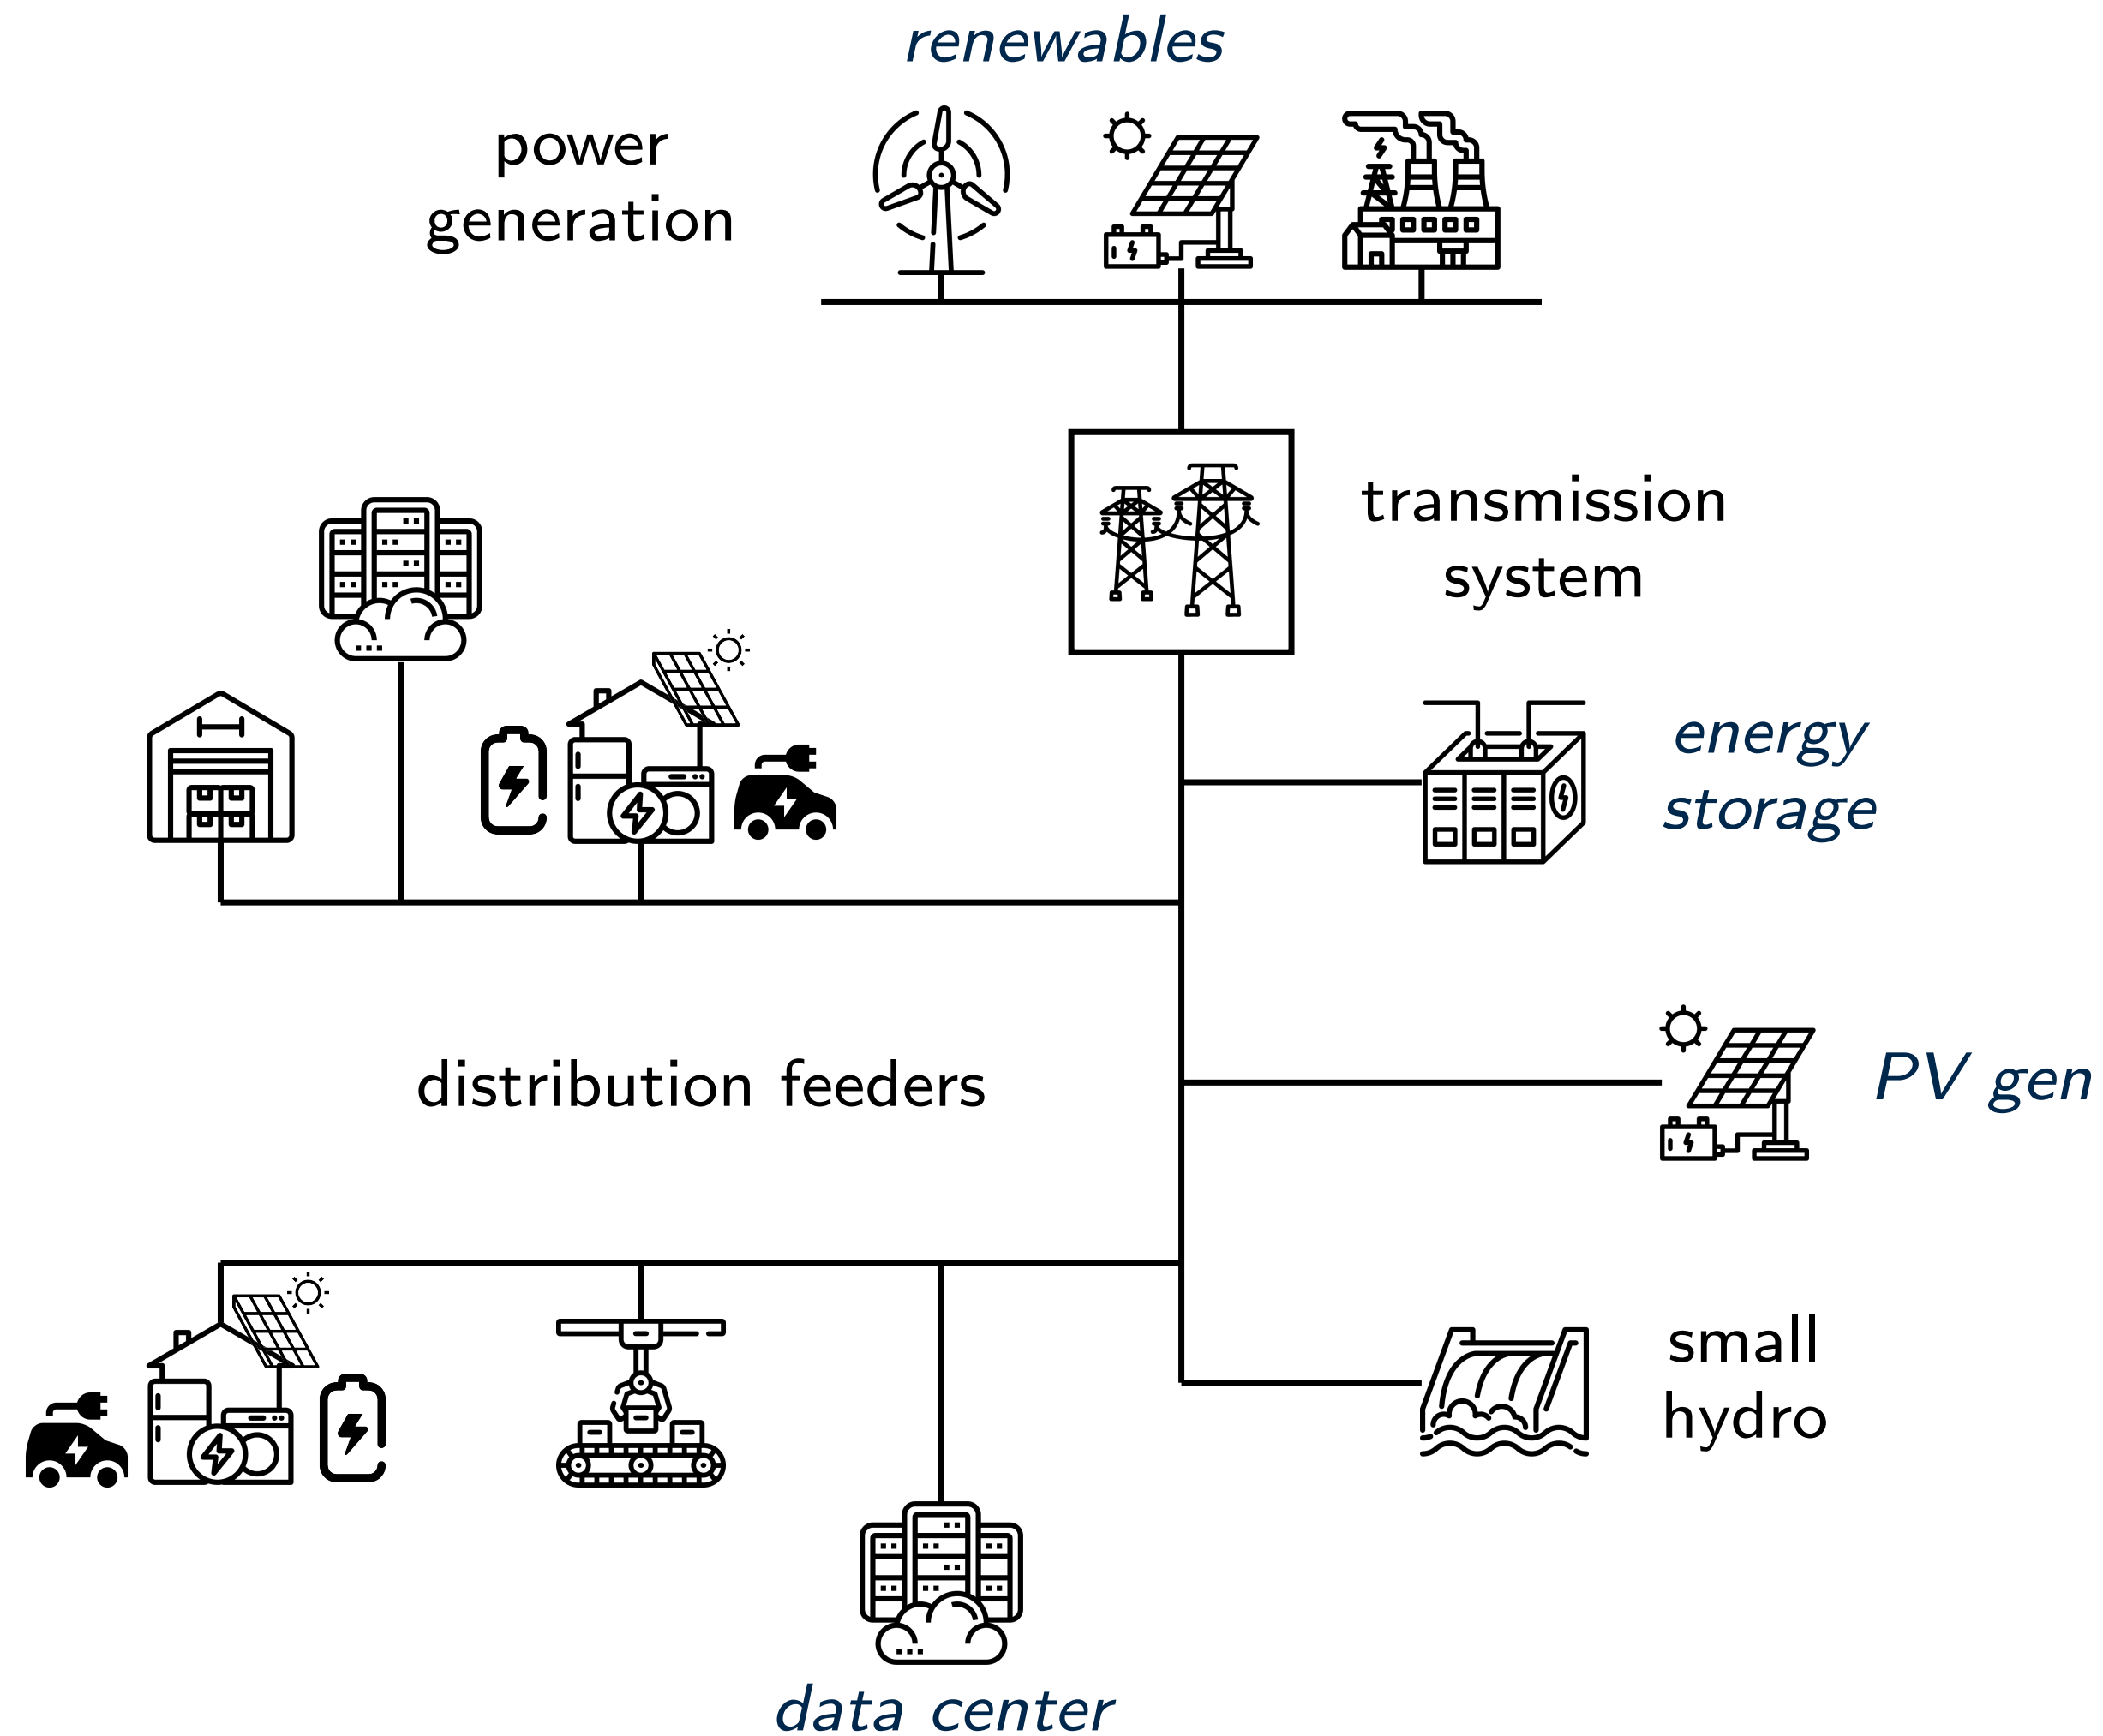 renewables
power
generation
transmission
system
energy
storage
distribution feeders
PV gen
small
hydro
data center